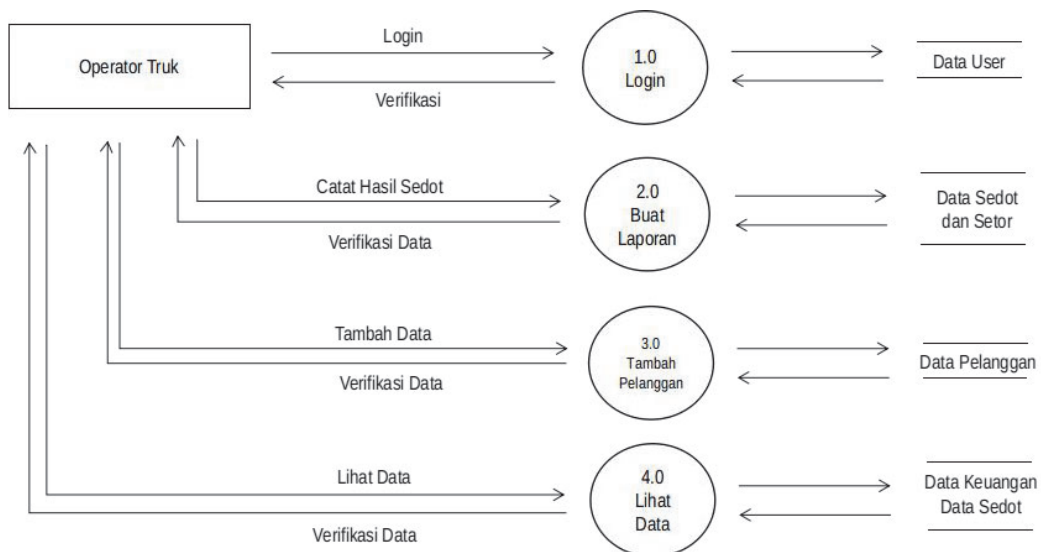 Operator Truk
Login
Verifikasi
1.0
Login
Data User
Catat Hasil Sedot
Verifikasi Data
2.0
Buat
Laporan
Data Sedot
dan Setor
Tambah Data
Verifikasi Data
3.0
Tambah
Pelanggan
Data Pelanggan
Lihat Data
Verifikasi Data
4.0
Lihat
Data
Data Keuangan
Data Sedot